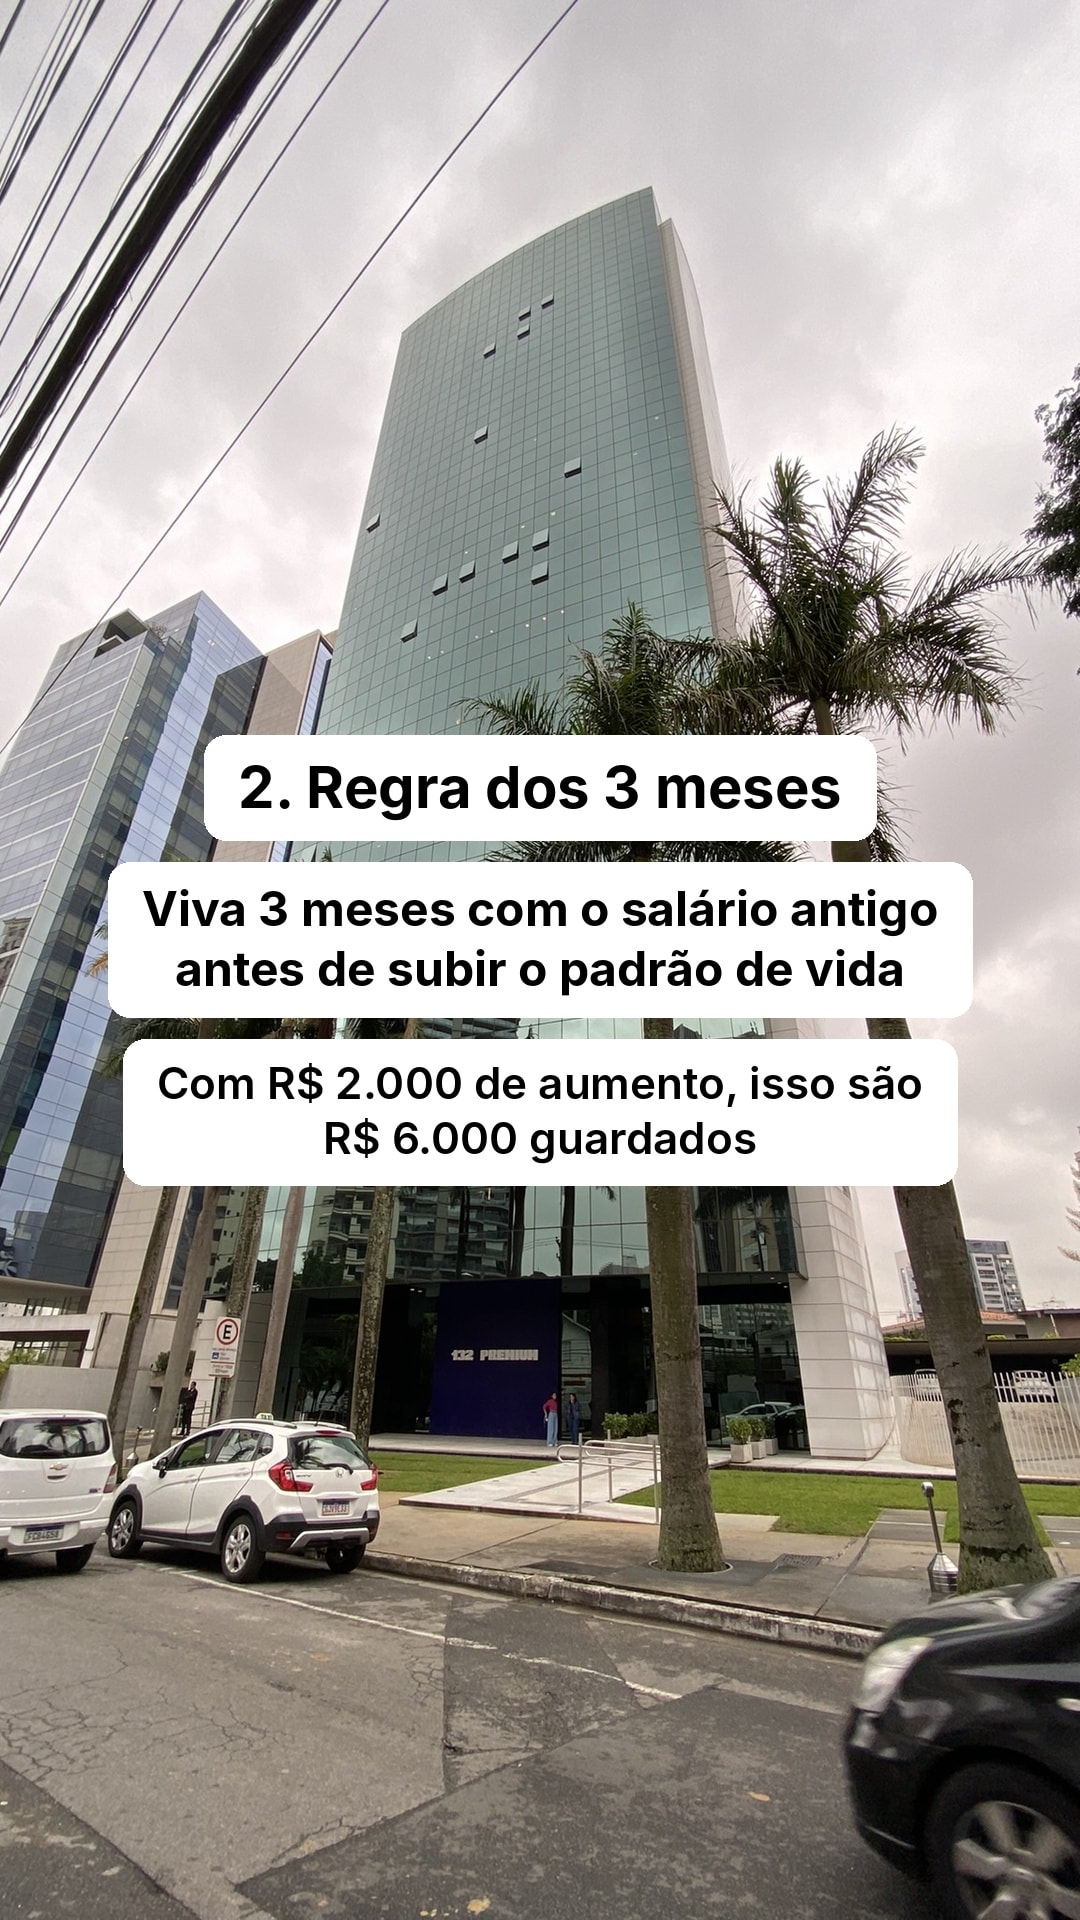 2. Regra dos 3 meses
Viva 3 meses com o salário antigo
antes de subir o padrão de vida
Com R$ 2.000 de aumento, isso são
R$ 6.000 guardados
E
132 PREMIUM
TAXI